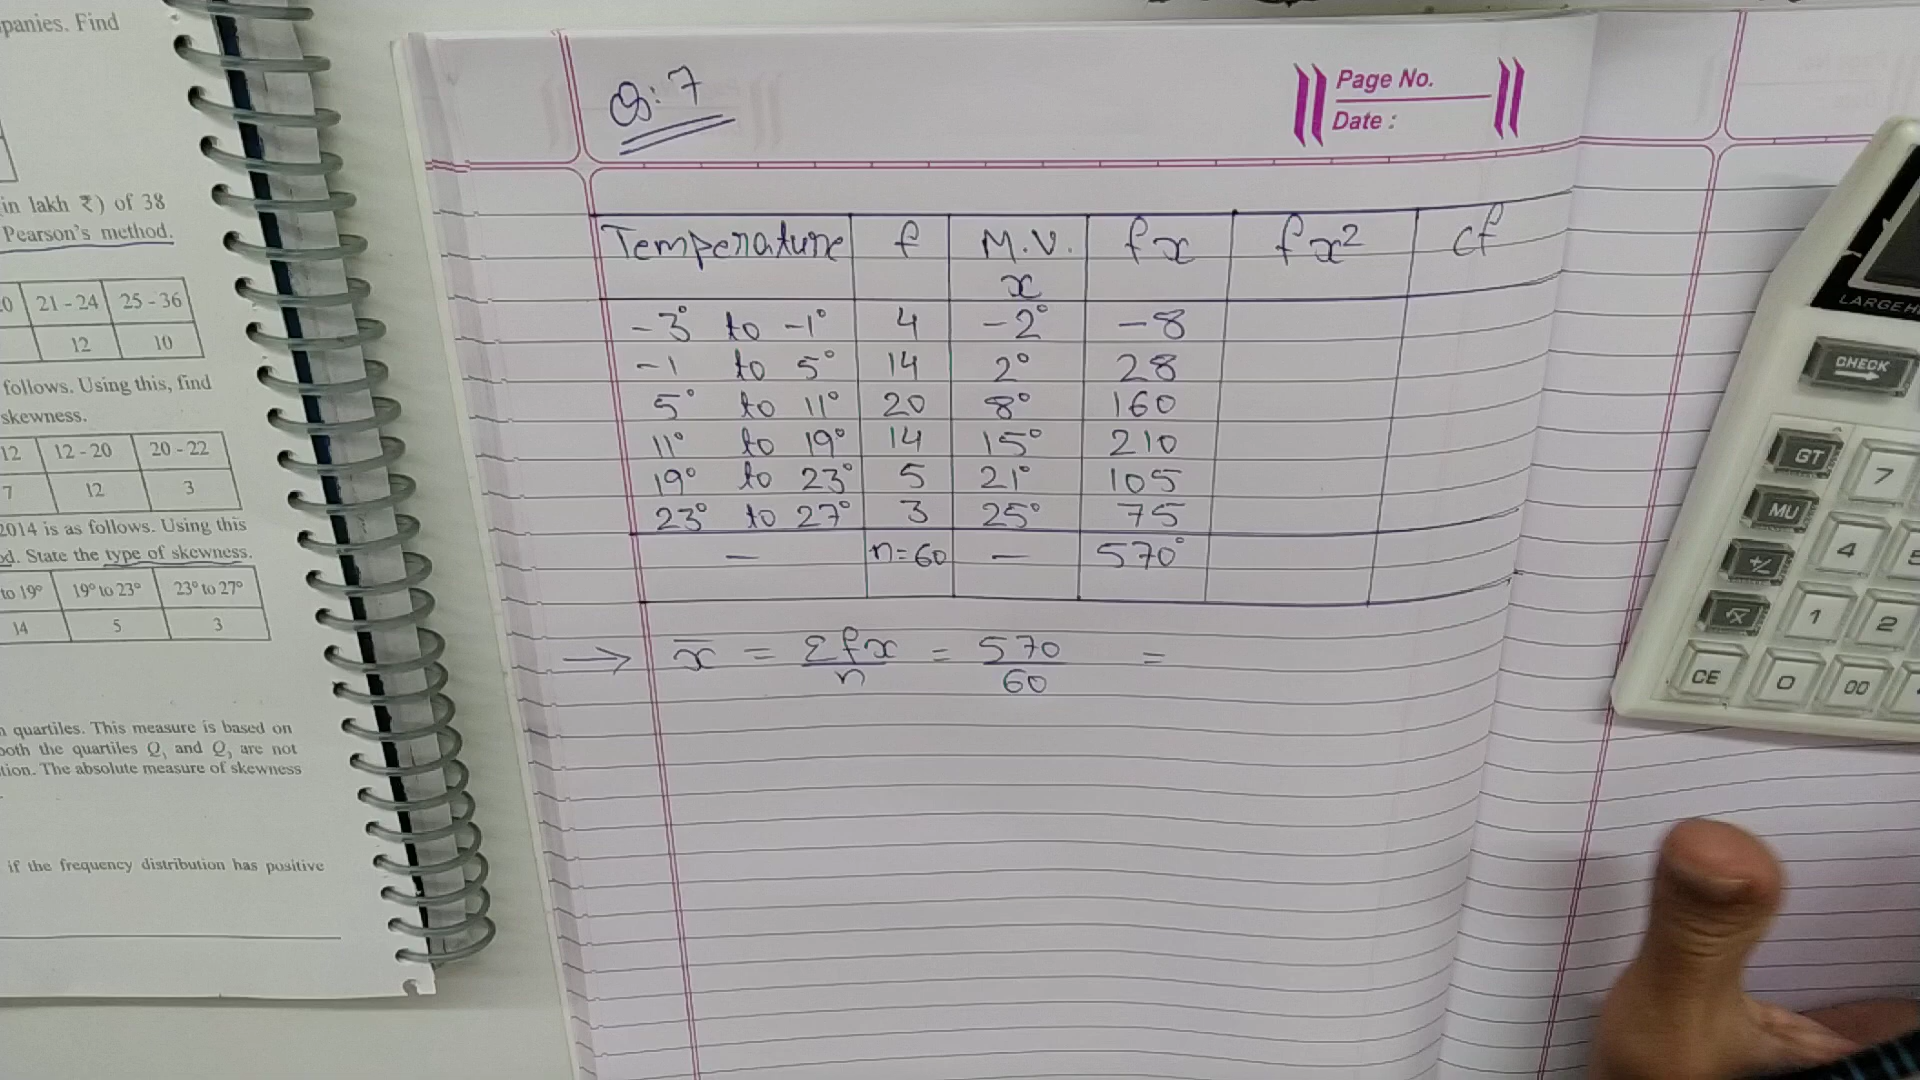 panies. Find
in lakh ₹) of 38
Pearson's method.
0 21 - 24 25 - 36
12 10
follows. Using this, find
skewness.
12 12 - 20 20 - 22
7 12 3
2014 is as follows. Using this
d. State the type of skewness.
to 19° 19° to 23° 23° to 27°
14 5 3
quartiles. This measure is based on
both the quartiles Q₁ and Q₃ are not
tion. The absolute measure of skewness
if the frequency distribution has positive
Q: 7
Page No.
Date :
Temperature f M.V. x fx fx² cf
-3° to -1° 4 -2° -8
-1 to 5° 14 2° 28
5° to 11° 20 8° 160
11° to 19° 14 15° 210
19° to 23° 5 21° 105
23° to 27° 3 25° 75
— n=60 — 570°
→ x̄ = Σfx/n = 570/60 =
LARGEH
CHECK
GT 7
MU 4 5
+/-
√x 1 2
CE 0 00